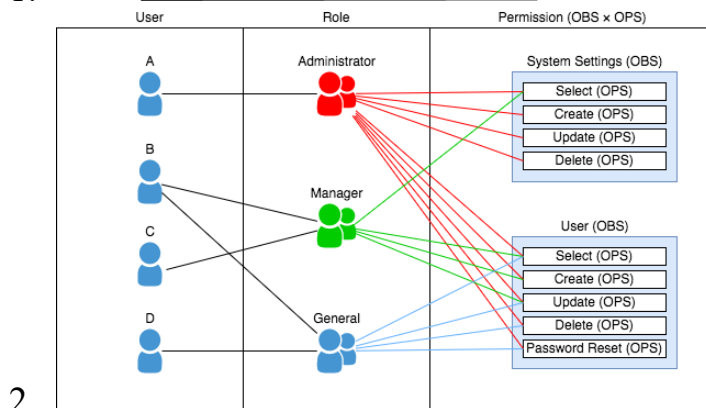 User Role Permission (OBS × OPS)
A Administrator System Settings (OBS)
Select (OPS)
Create (OPS)
Update (OPS)
Delete (OPS)
B
Manager
User (OBS)
C
Select (OPS)
Create (OPS)
Update (OPS)
D General
Delete (OPS)
Password Reset (OPS)
2